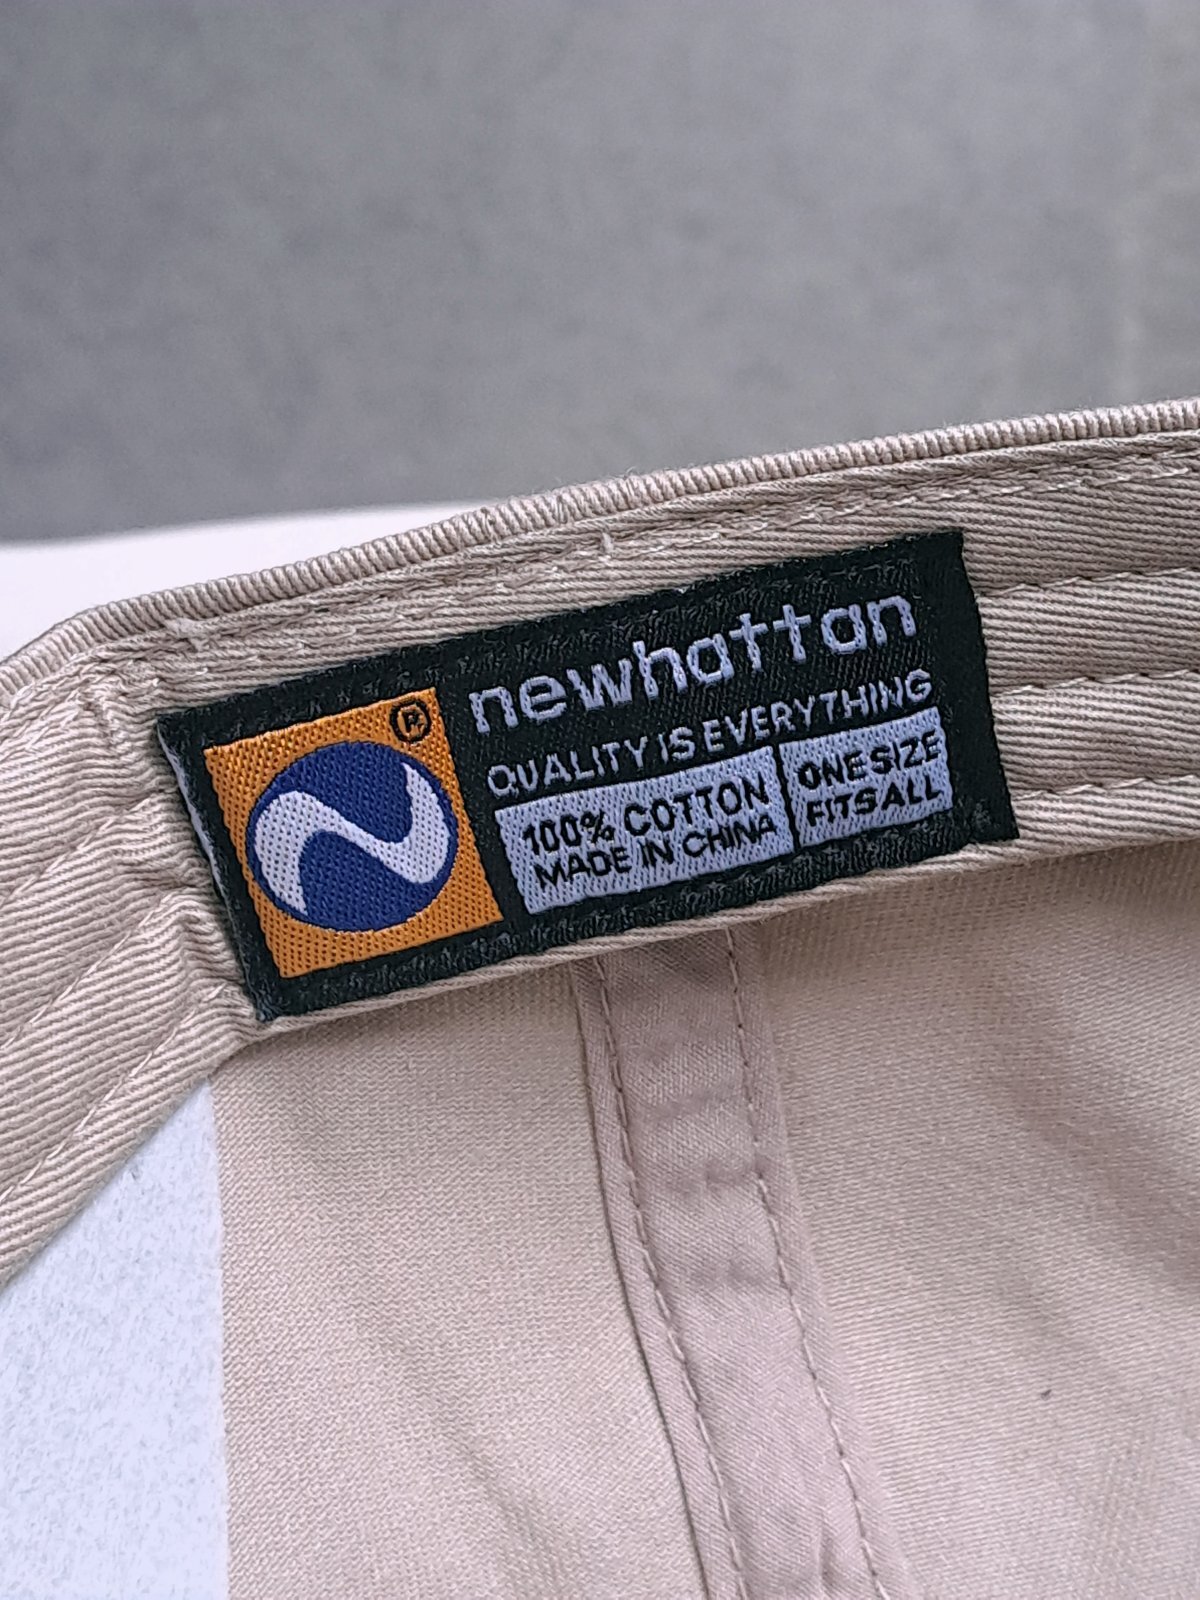 ®
newhattan
QUALITY IS EVERYTHING
100% COTTON
MADE IN CHINA
ONE SIZE
FITS ALL